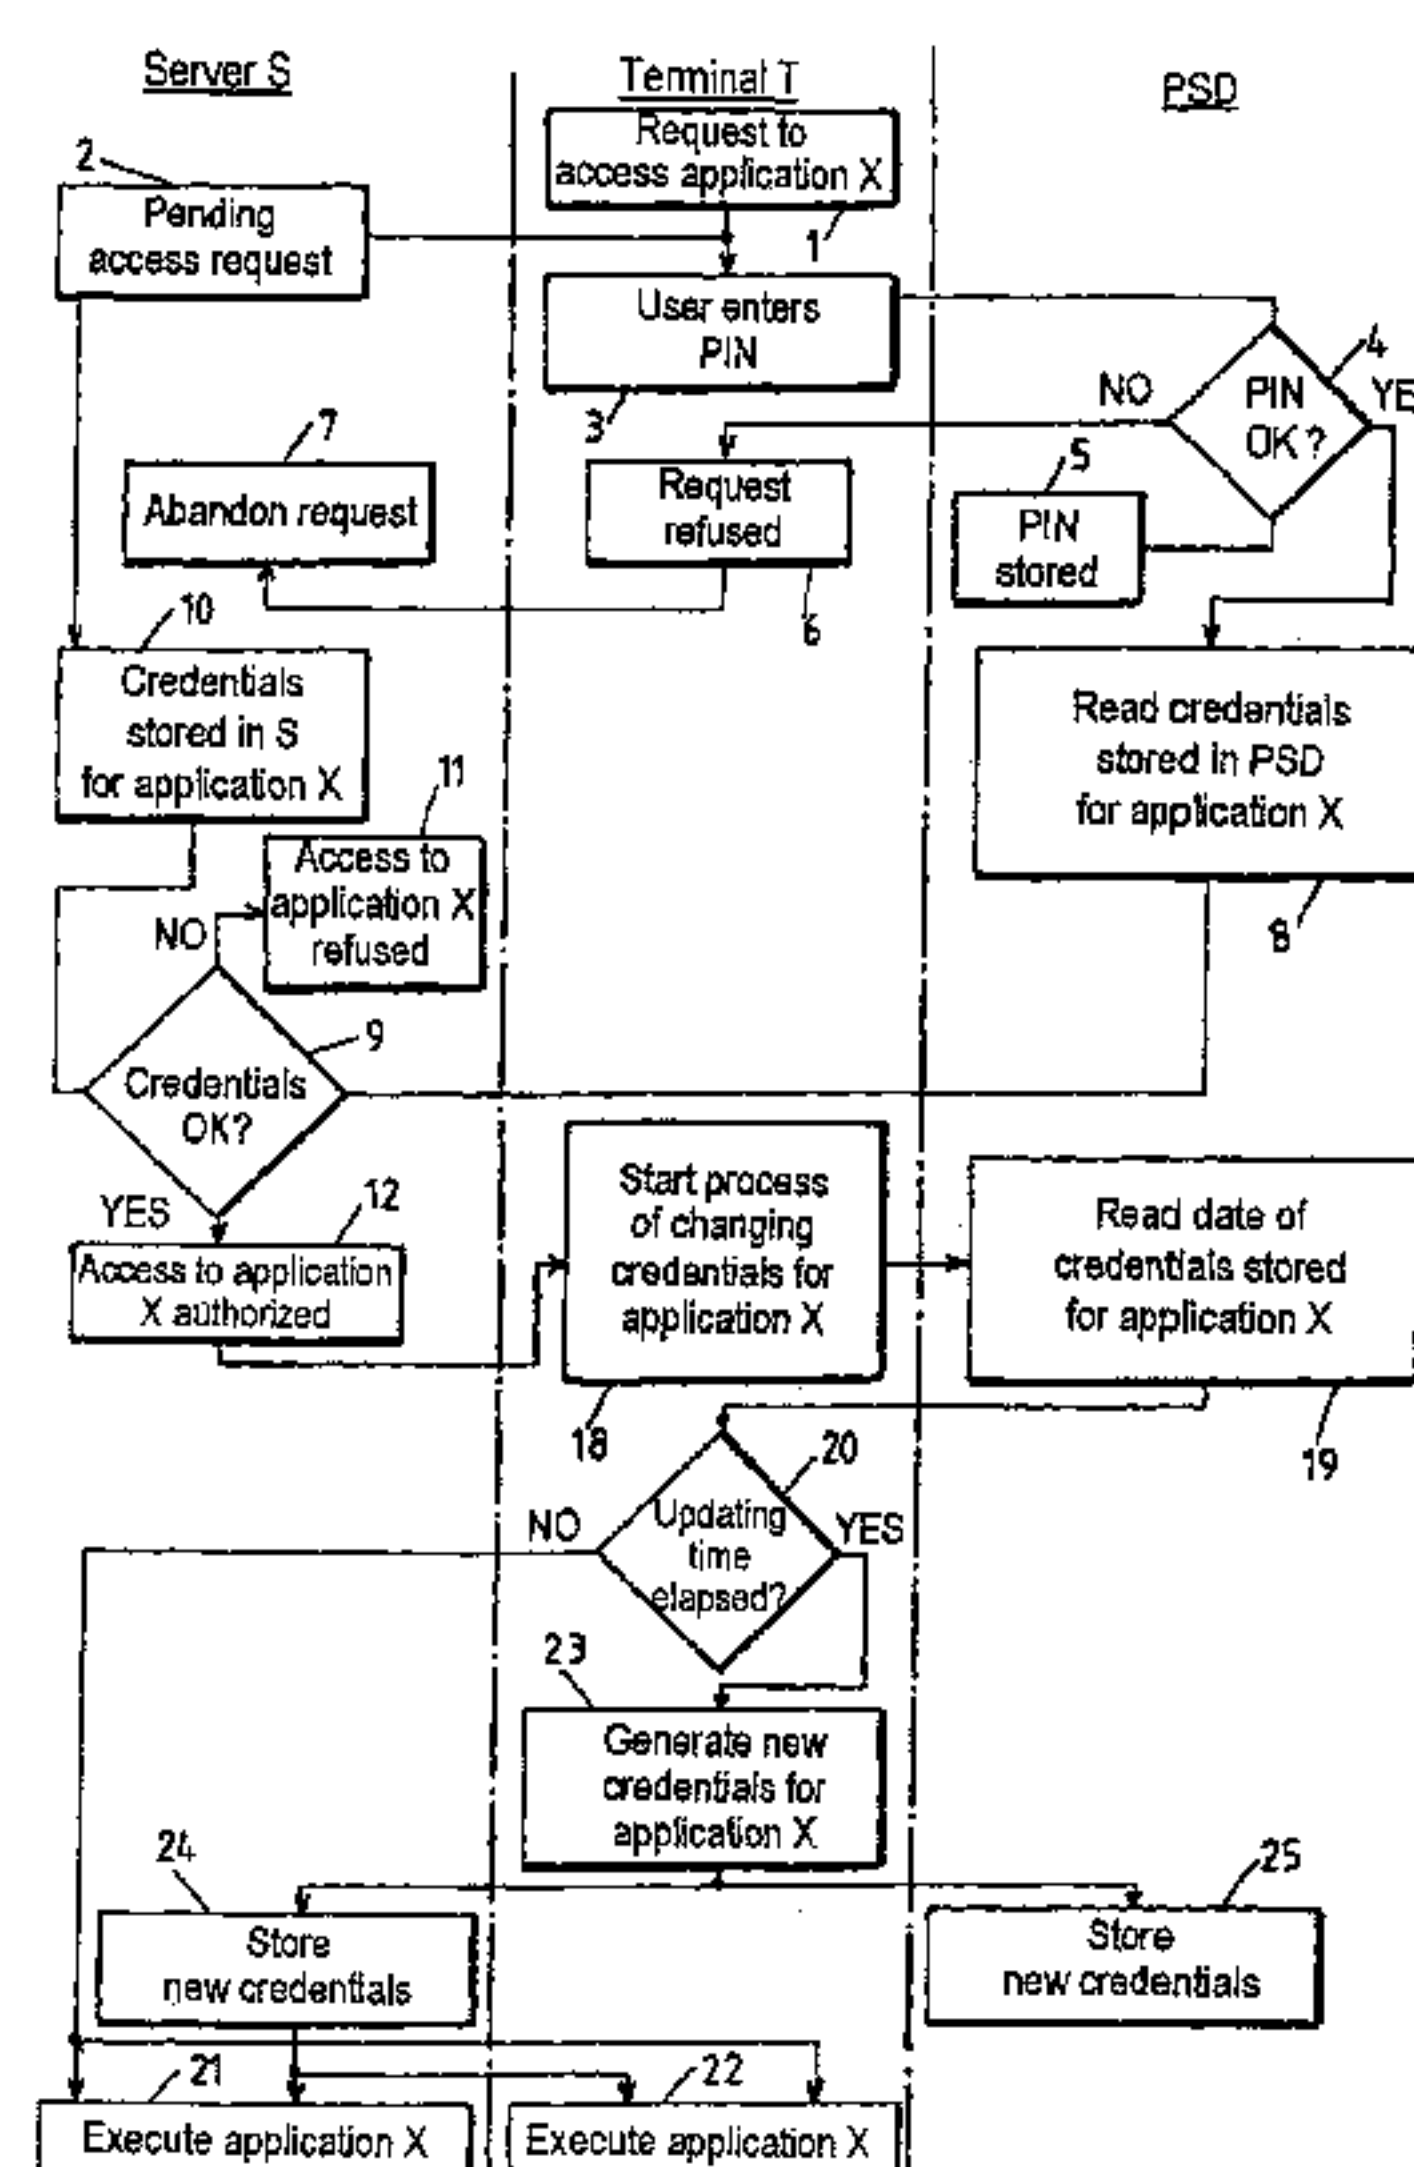 Server S
Terminal T
PSD
Request to
access application X
1
2
Pending
access request
User enters
PIN
3
4
PIN
OK?
NO
YE
5
PIN
stored
Request
refused
6
7
Abandon request
10
Credentials
stored in S
for application X
Read credentials
stored in PSD
for application X
8
11
Access to
application X
refused
NO
9
Credentials
OK?
YES
12
Access to application
X authorized
Start process
of changing
credentials for
application X
18
Read date of
credentials stored
for application X
19
20
Updating
time
elapsed?
NO
YES
23
Generate new
credentials for
application X
24
Store
new credentials
25
Store
new credentials
21
Execute application X
22
Execute application X